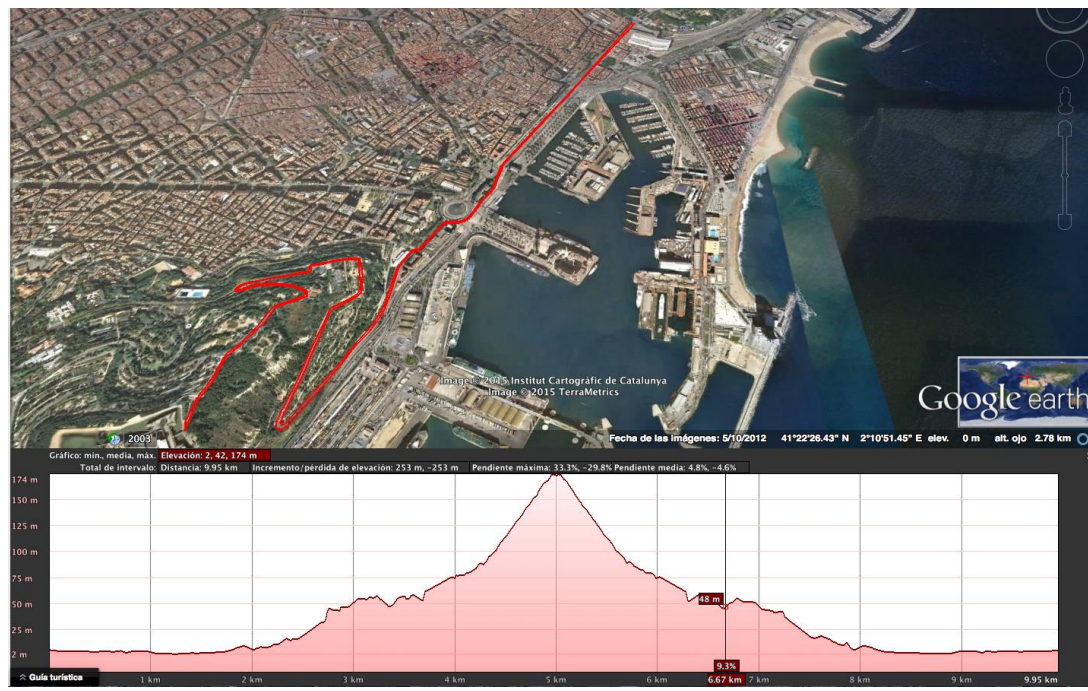 Image © 2015 Institut Cartogràfic de Catalunya
Image © 2015 TerraMetrics
Google earth
2003
Fecha de las imágenes: 5/10/2012 41°22'26.43" N 2°10'51.45" E elev. 0 m alt. ojo 2.78 km
Gráfico: min., media, máx. Elevación: 2, 42, 174 m
Total de intervalo: Distancia: 9.95 km Incremento/pérdida de elevación: 253 m, -253 m Pendiente máxima: 33.3%, -29.8% Pendiente media: 4.8%, -4.6%
174 m
150 m
125 m
100 m
75 m
50 m
48 m
25 m
2 m
9.3%
Guía turística
1 km 2 km 3 km 4 km 5 km 6 km 6.67 km 7 km 8 km 9 km 9.95 km